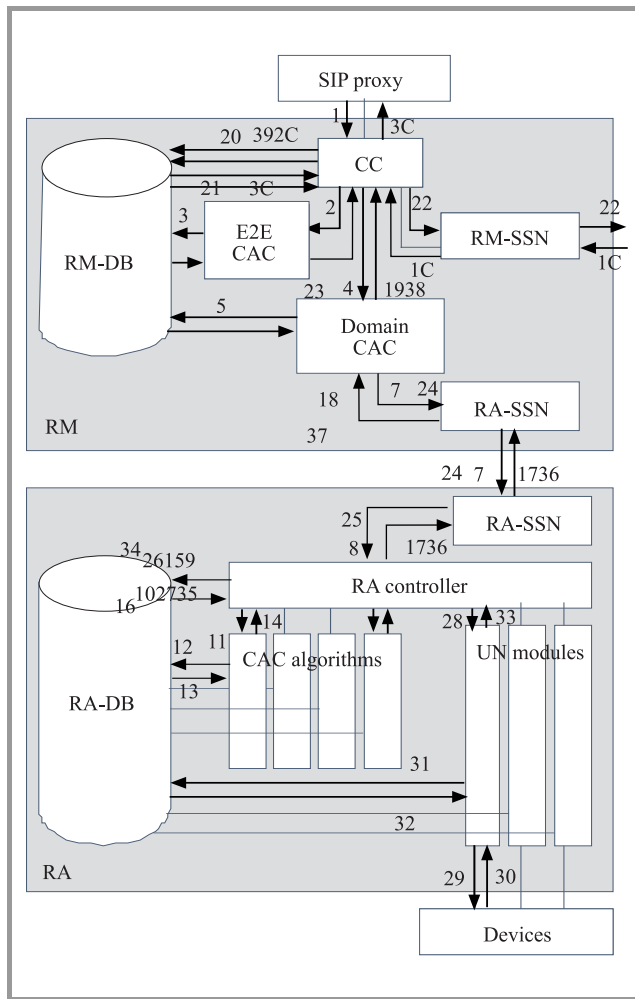 SIP proxy
1
3C
20
392C
CC
21
3C
2
22
3
E2E
CAC
RM-SSN
22
1C
1C
RM-DB
23
4
1938
5
Domain
CAC
7
24
18
RA-SSN
RM
37
24
7
1736
RA-SSN
25
8
1736
34
26159
RA controller
102735
16
14
28
33
11
12
CAC algorithms
UN modules
13
RA-DB
31
32
RA
29
30
Devices